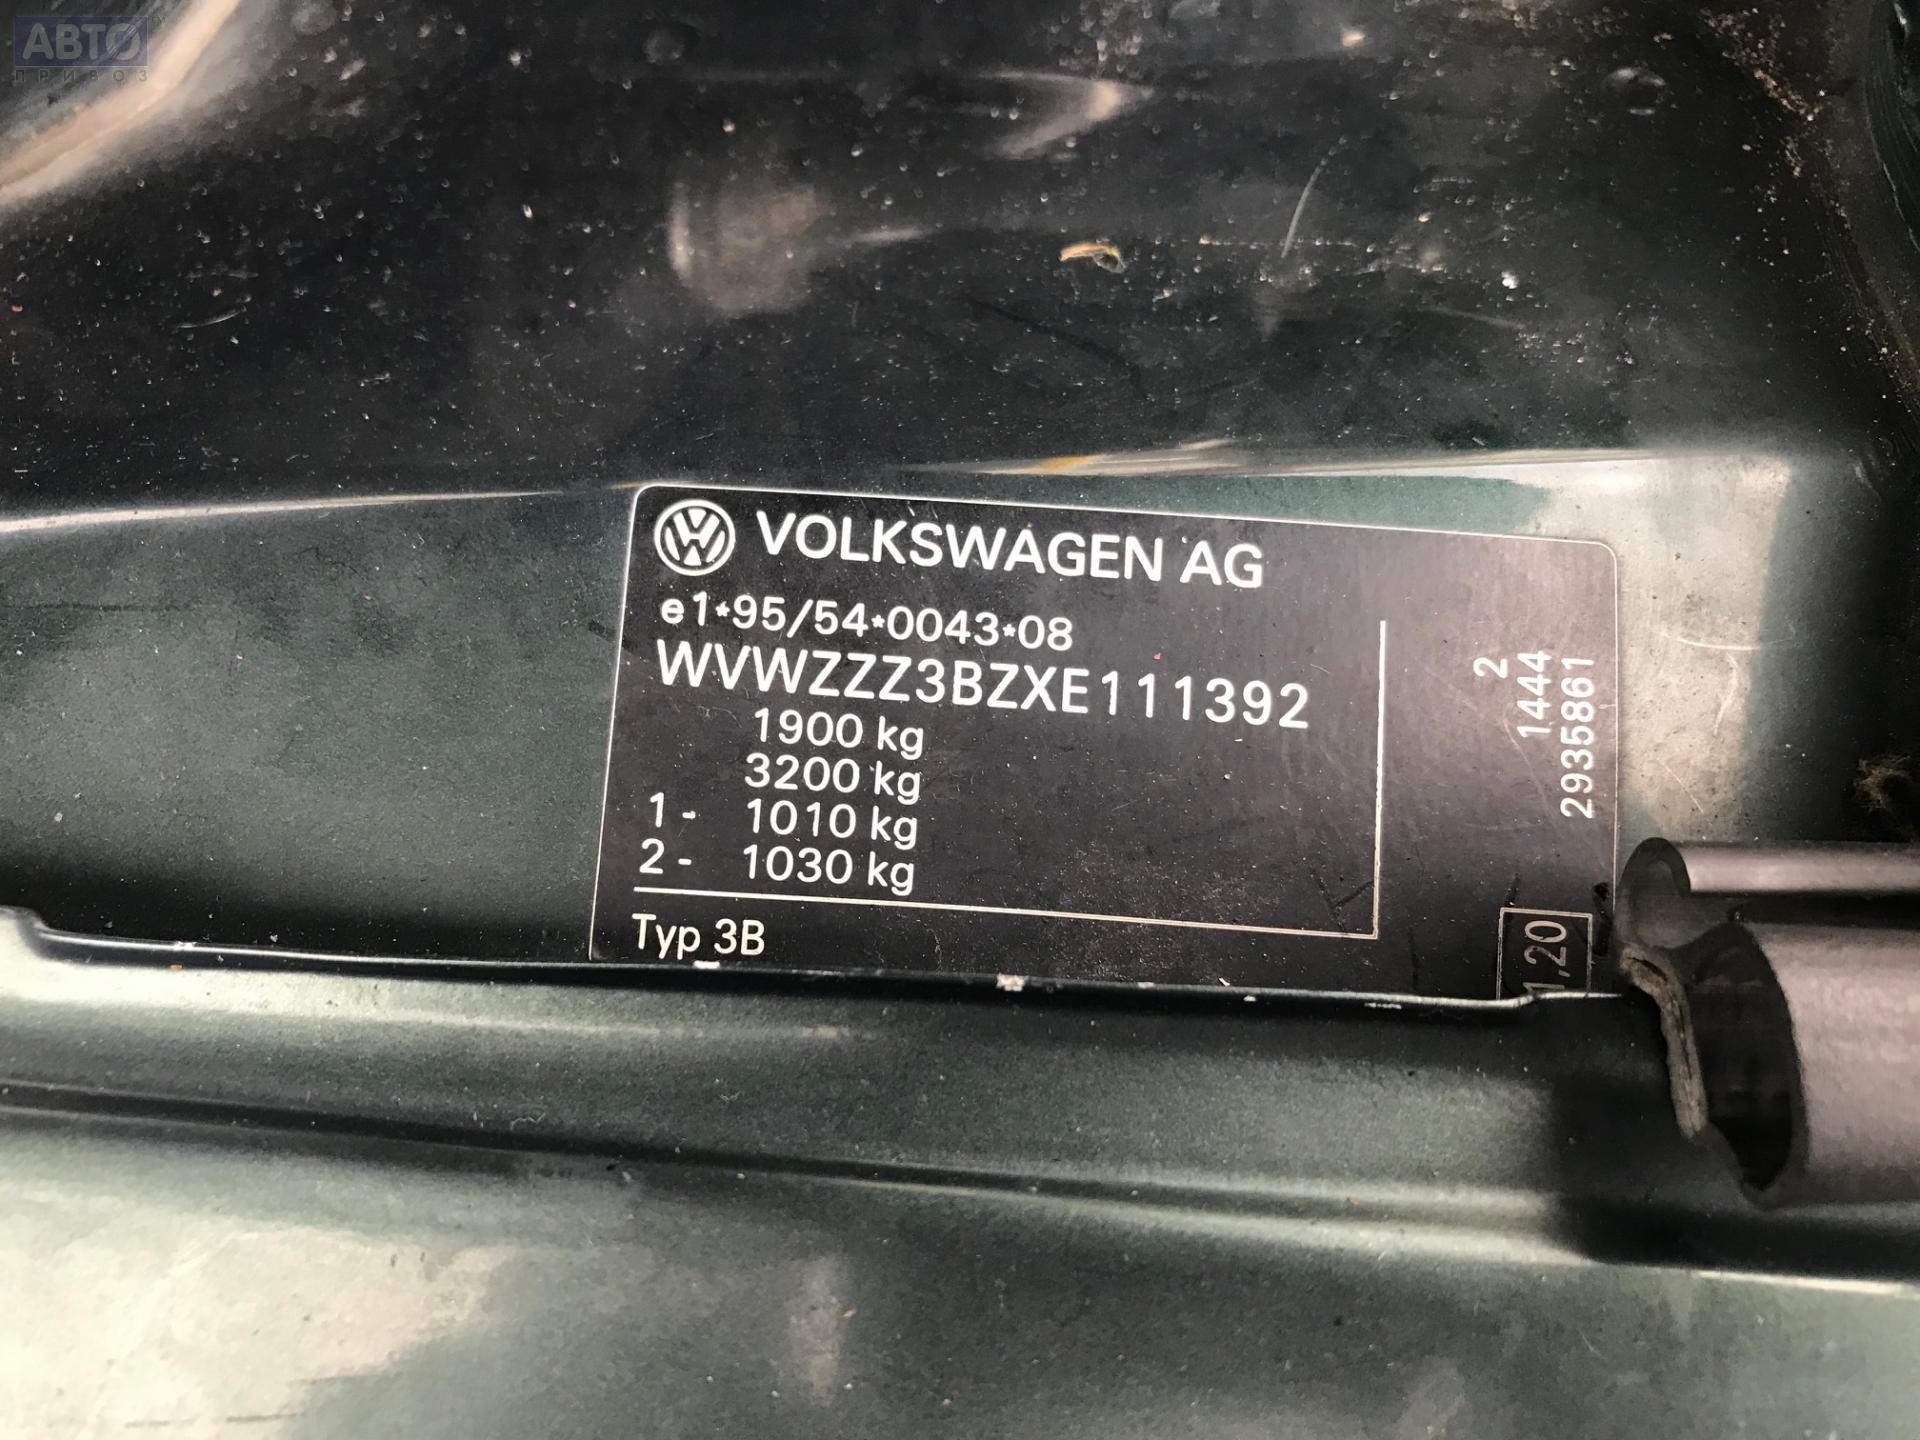 АВТО
ПРИВОЗ
VOLKSWAGEN AG
e1*95/54*0043*08
WVWZZZ3BZXE111392
1900 kg
3200 kg
1- 1010 kg
2- 1030 kg
Typ 3B
2
1444
29358861
1,20